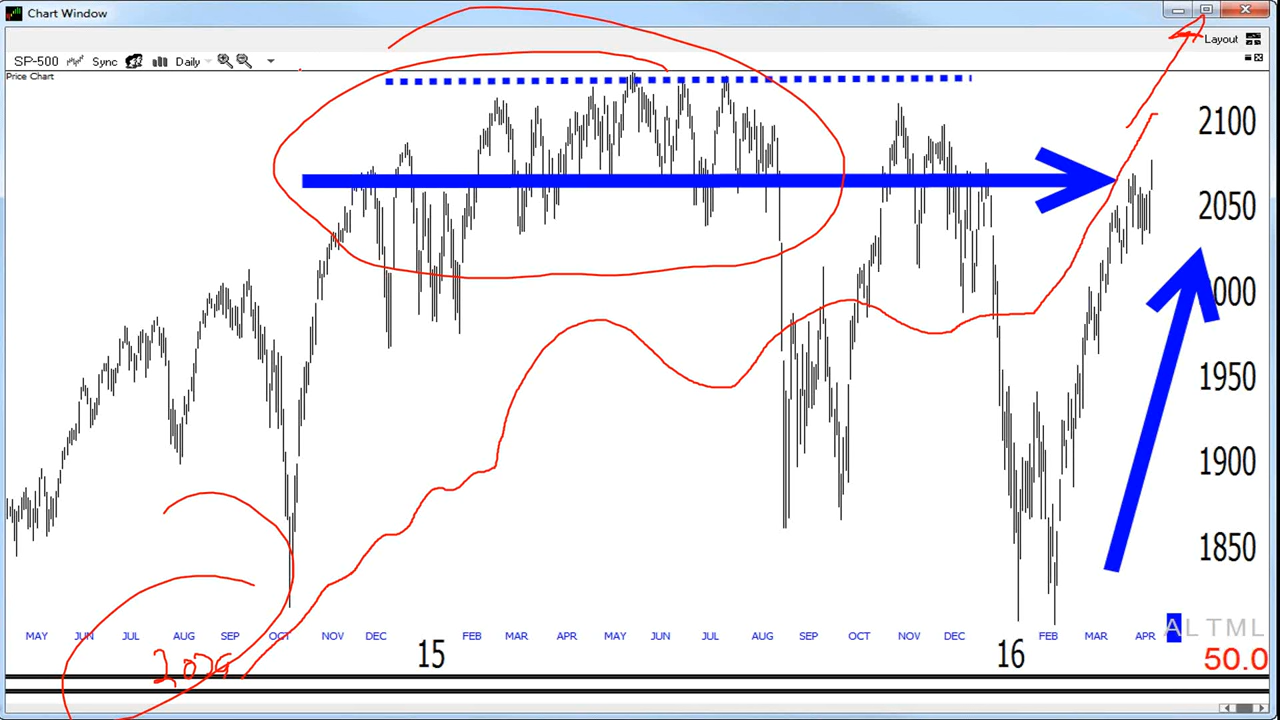 Chart Window
Layout
SP-500 Sync Daily
Price Chart
2100
2050
2000
1950
1900
1850
MAY JUN JUL AUG SEP OCT NOV DEC FEB MAR APR MAY JUN JUL AUG SEP OCT NOV DEC FEB MAR APR
15 16
AL TML
50.0